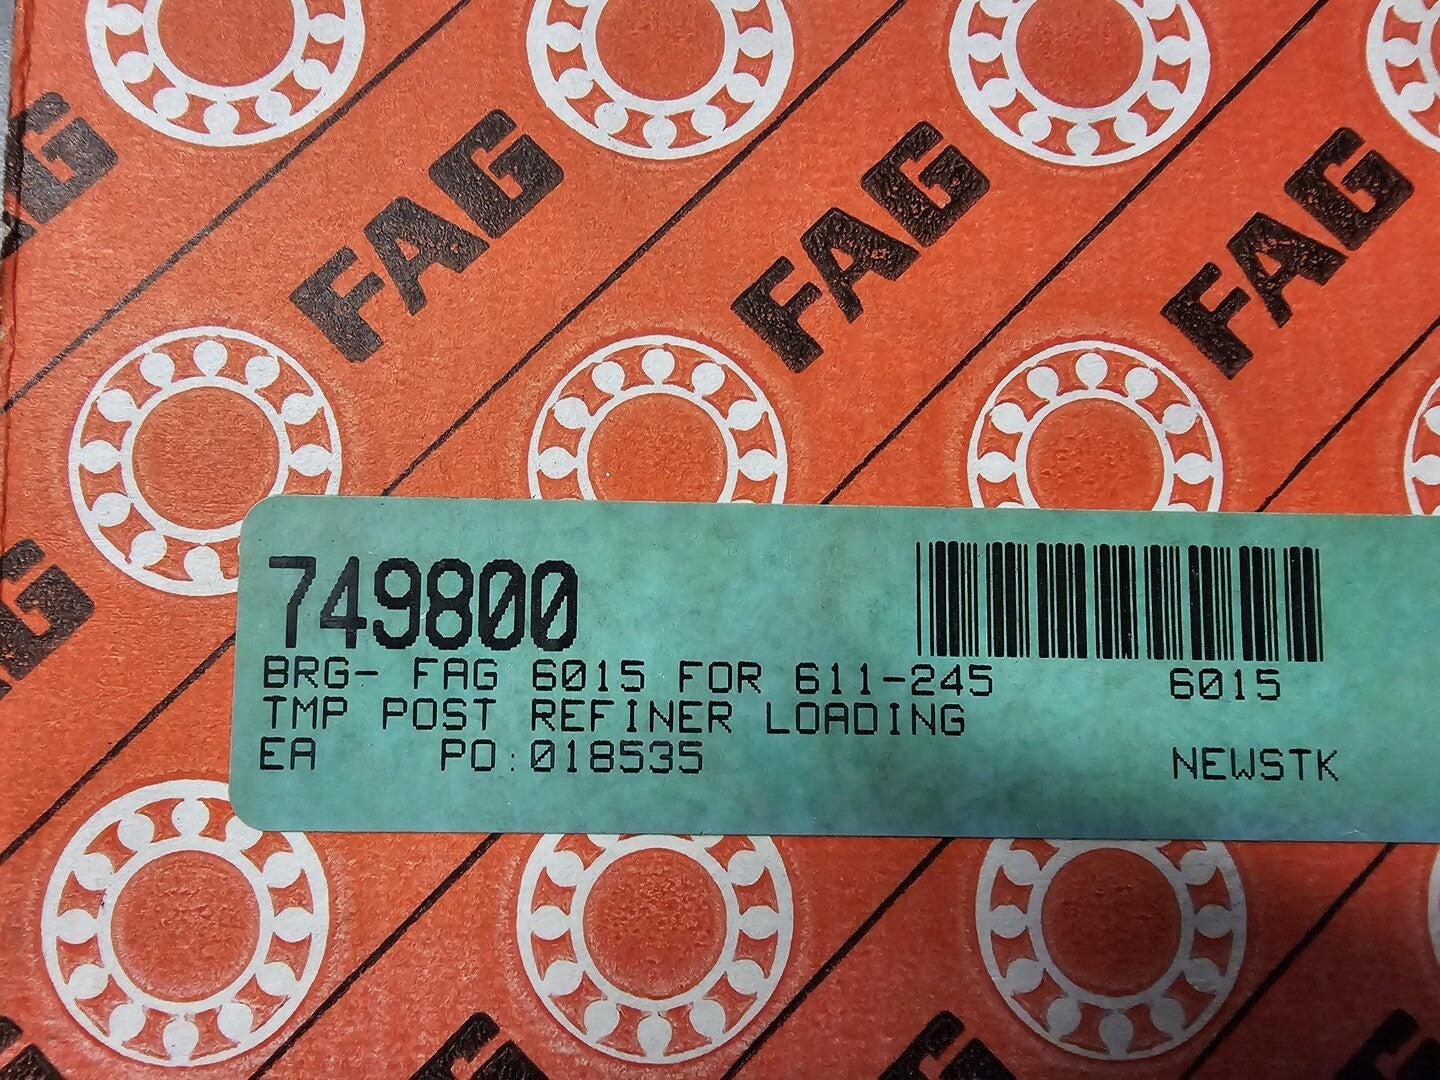 FAG FAG FAG FAG
749800
BRG- FAG 6015 FOR 611-245 6015
TMP POST REFINER LOADING
EA PO:018535 NEWSTK